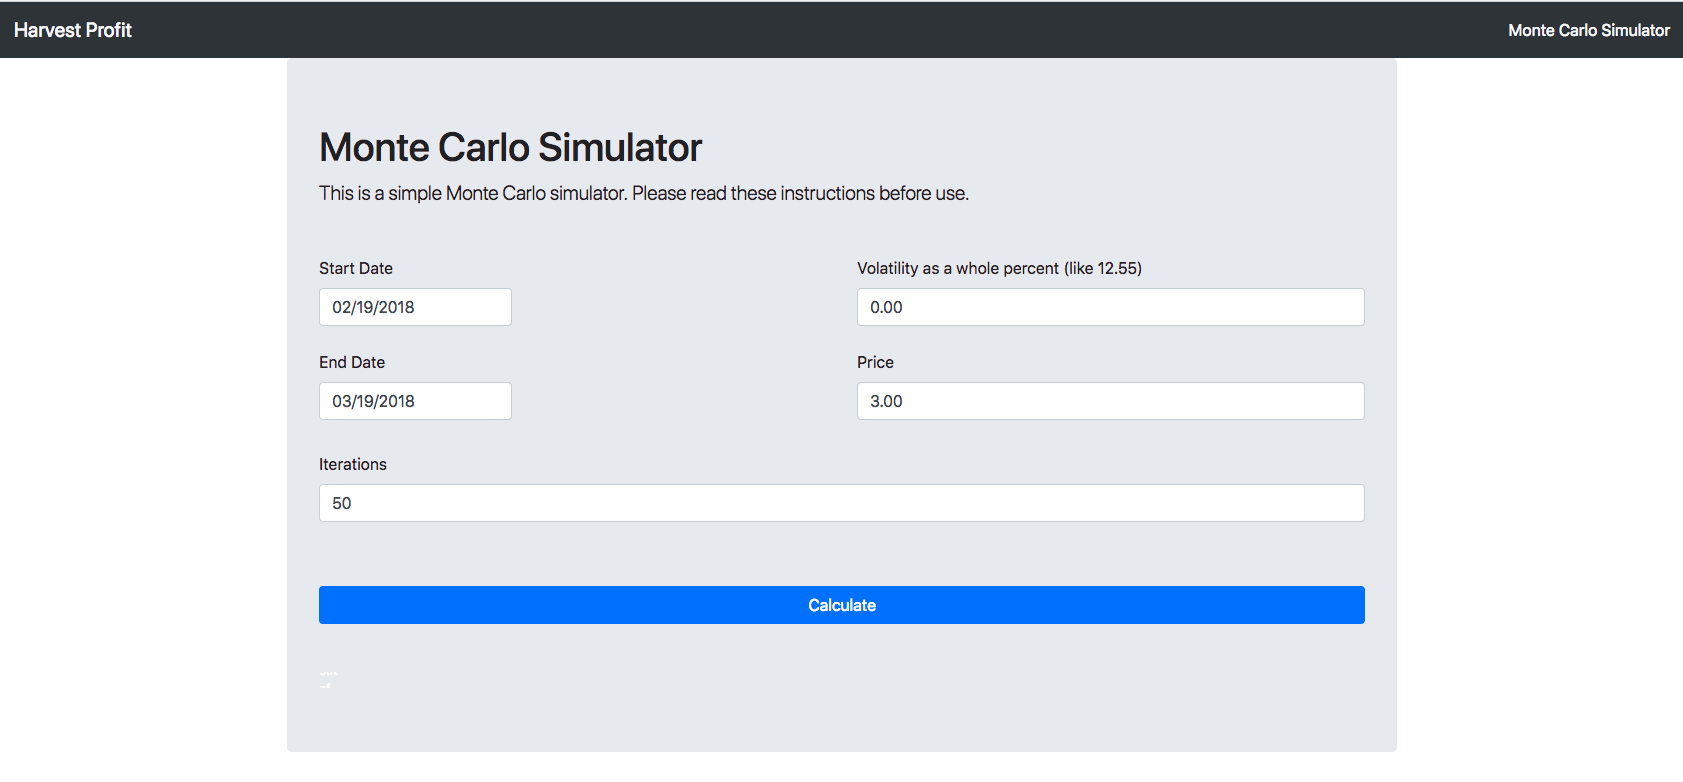 Harvest Profit
Monte Carlo Simulator
Monte Carlo Simulator
This is a simple Monte Carlo simulator. Please read these instructions before use.
Start Date
Volatility as a whole percent (like 12.55)
02/19/2018
0.00
End Date
Price
03/19/2018
3.00
Iterations
50
Calculate